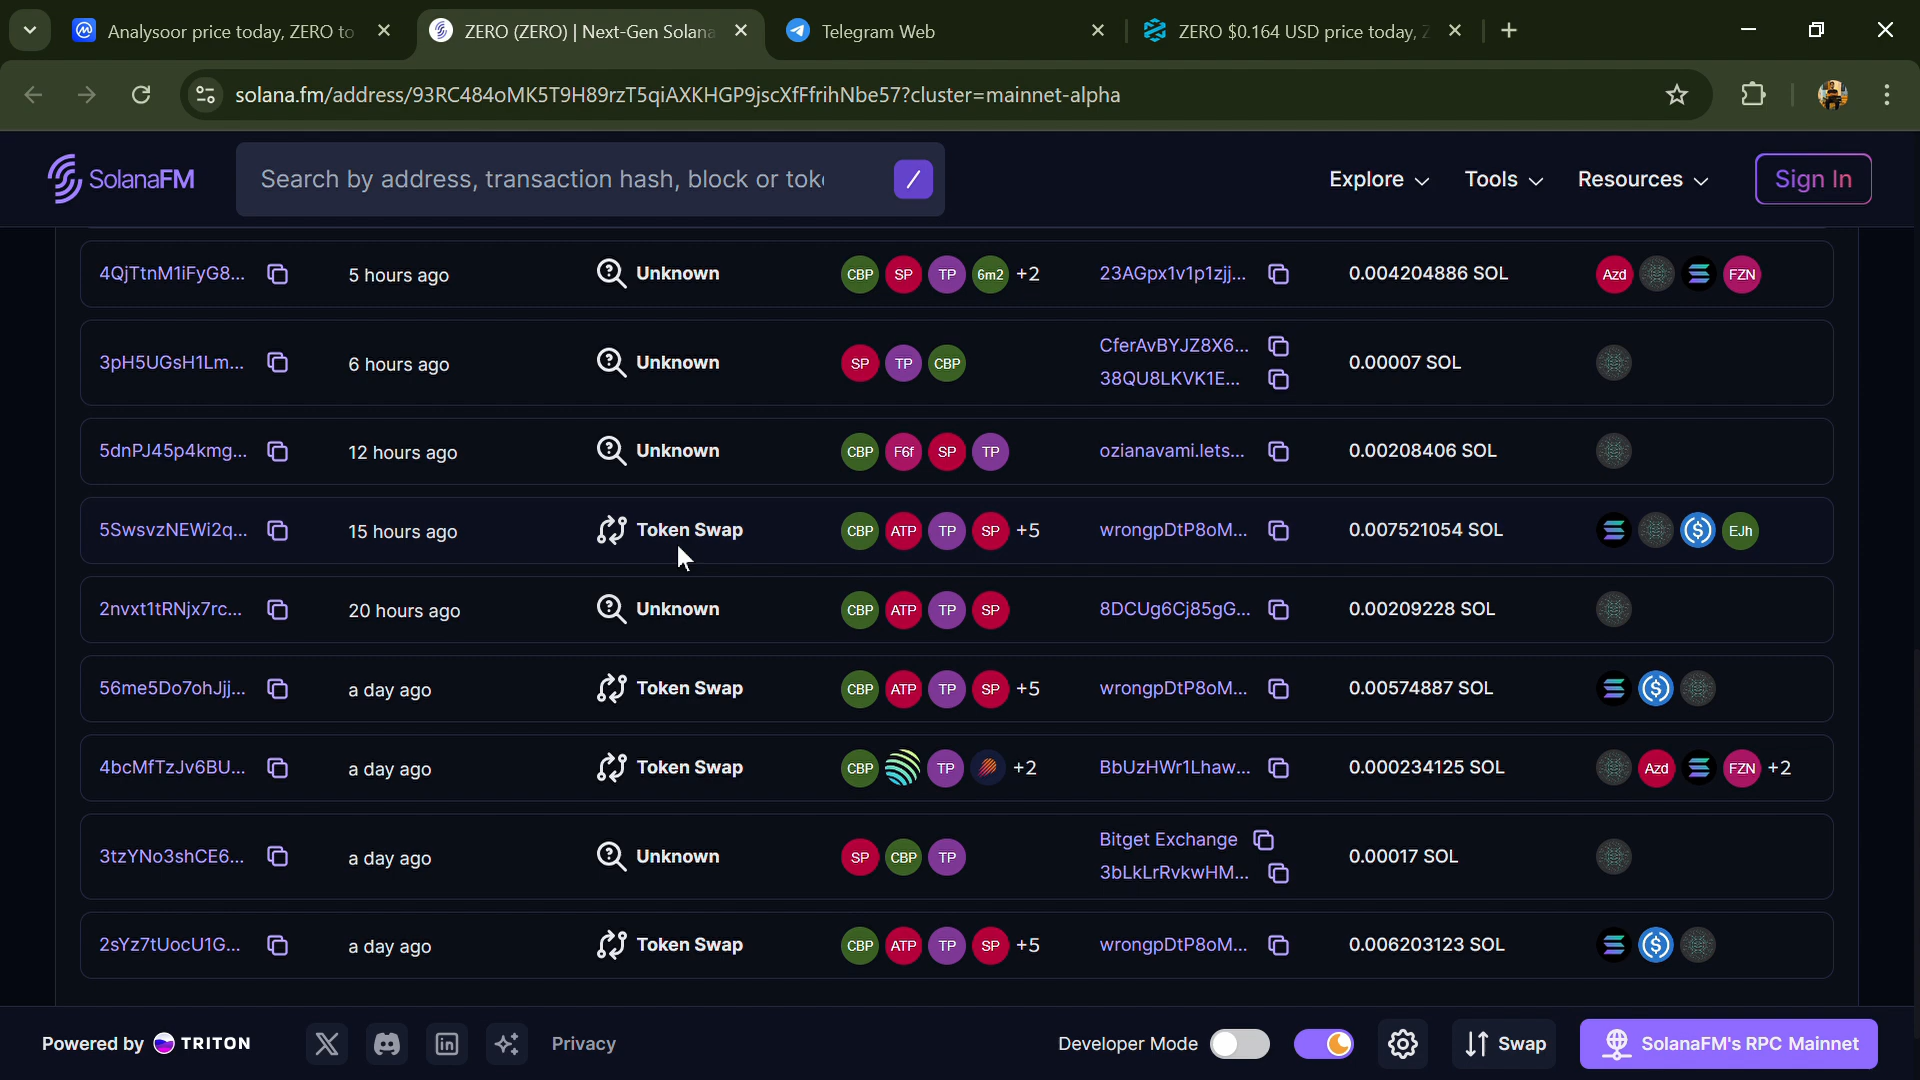 Analysoor price today, ZERO to
ZERO (ZERO) | Next-Gen Solana
Telegram Web
ZERO $0.164 USD price today, Z
solana.fm/address/93RC484oMK5T9H89rzT5qiAXKHGP9jscXfFfrihNbe57?cluster=mainnet-alpha
SolanaFM
Search by address, transaction hash, block or toke
/
Explore
Tools
Resources
Sign In
4QjTtnM1iFyG8... 5 hours ago Unknown CBP SP TP 6m2 +2 23AGpx1v1p1zjj... 0.004204886 SOL Azd FZN
3pH5UGsH1Lm... 6 hours ago Unknown SP TP CBP CferAvBYJZ8X6... 0.00007 SOL
38QU8LKVK1E...
5dnPJ45p4kmg... 12 hours ago Unknown CBP F6f SP TP ozianavami.lets... 0.00208406 SOL
5SwsvzNEWi2q... 15 hours ago Token Swap CBP ATP TP SP +5 wrongpDtP8oM... 0.007521054 SOL EJh
2nvxt1tRNjx7rc... 20 hours ago Unknown CBP ATP TP SP 8DCUg6Cj85gG... 0.00209228 SOL
56me5Do7ohJjj... a day ago Token Swap CBP ATP TP SP +5 wrongpDtP8oM... 0.00574887 SOL
4bcMfTzJv6BU... a day ago Token Swap CBP TP +2 BbUzHWr1Lhaw... 0.000234125 SOL Azd FZN +2
3tzYNo3shCE6... a day ago Unknown SP CBP TP Bitget Exchange 0.00017 SOL
3bLkLrRvkwHM...
2sYz7tUocU1G... a day ago Token Swap CBP ATP TP SP +5 wrongpDtP8oM... 0.006203123 SOL
Powered by TRITON
Privacy
Developer Mode
Swap
SolanaFM's RPC Mainnet